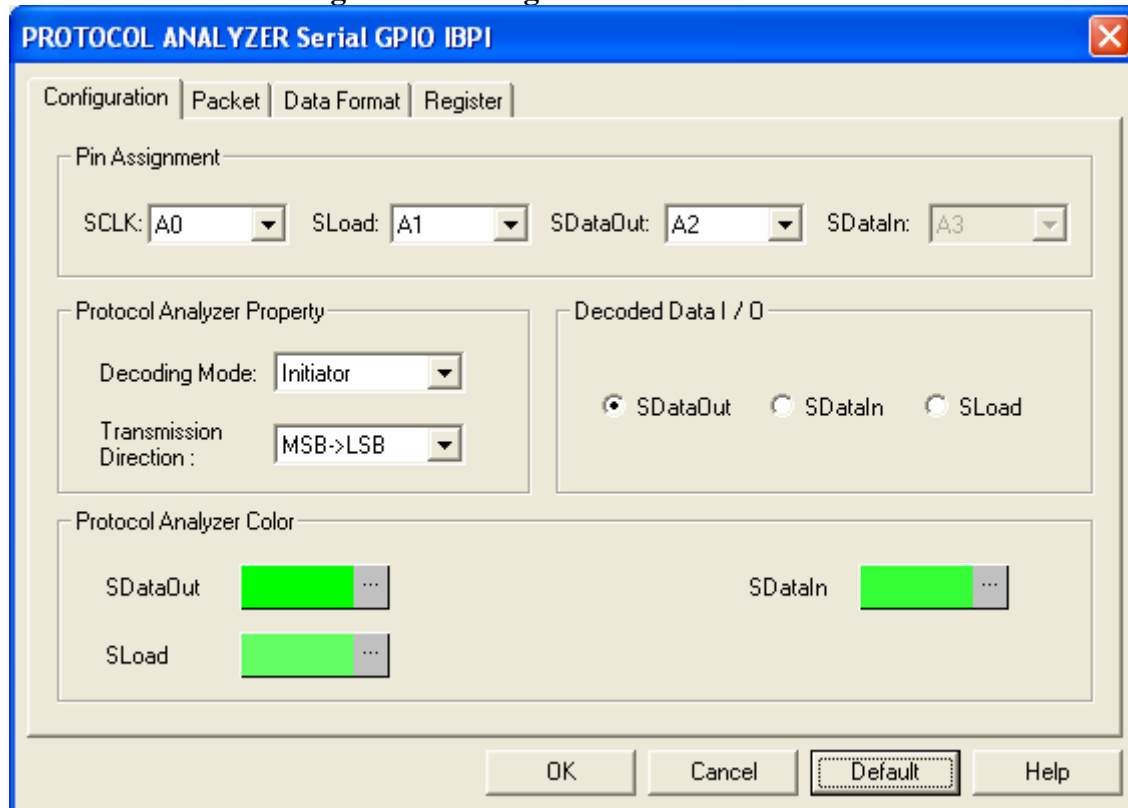 PROTOCOL ANALYZER Serial GPIO IBPI
Configuration Packet Data Format Register
Pin Assignment
SCLK: A0 SLoad: A1 SDataOut: A2 SDataIn: A3
Protocol Analyzer Property
Decoded Data I / O
Decoding Mode: Initiator
SDataOut SDataIn SLoad
Transmission
Direction : MSB->LSB
Protocol Analyzer Color
SDataOut ... SDataIn ...
SLoad ...
OK Cancel Default Help